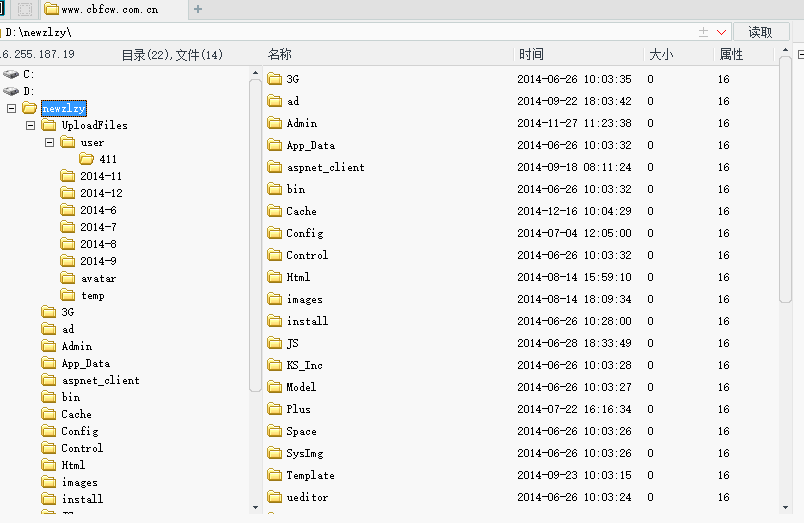 www.cbfcw.com.cn
D:\newzlzy\
读取
6.255.187.19 目录(22),文件(14)
名称 时间 大小 属性
C:
D:
newzlzy
UploadFiles
user
411
2014-11
2014-12
2014-6
2014-7
2014-8
2014-9
avatar
temp
3G
ad
Admin
App_Data
aspnet_client
bin
Cache
Config
Control
Html
images
install
3G 2014-06-26 10:03:35 0 16
ad 2014-09-22 18:03:42 0 16
Admin 2014-11-27 11:23:38 0 16
App_Data 2014-06-26 10:03:32 0 16
aspnet_client 2014-09-18 08:11:24 0 16
bin 2014-06-26 10:03:32 0 16
Cache 2014-12-16 10:04:29 0 16
Config 2014-07-04 12:05:00 0 16
Control 2014-06-26 10:03:32 0 16
Html 2014-08-14 15:59:10 0 16
images 2014-08-14 18:09:34 0 16
install 2014-06-26 10:28:00 0 16
JS 2014-06-28 18:33:49 0 16
KS_Inc 2014-06-26 10:03:28 0 16
Model 2014-06-26 10:03:27 0 16
Plus 2014-07-22 16:16:34 0 16
Space 2014-06-26 10:03:26 0 16
SysImg 2014-06-26 10:03:26 0 16
Template 2014-09-23 10:03:15 0 16
ueditor 2014-06-26 10:03:24 0 16